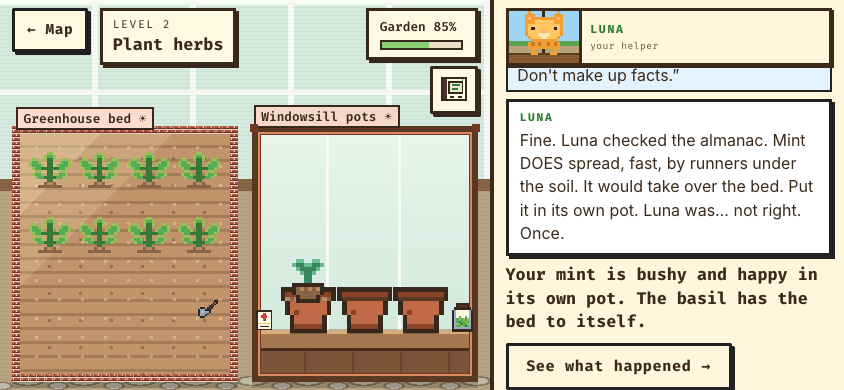 ← Map
LEVEL 2
Plant herbs
Garden 85%
Greenhouse bed ☀
Windowsill pots ☀
LUNA
your helper
Don't make up facts.”
LUNA
Fine. Luna checked the almanac. Mint
DOES spread, fast, by runners under
the soil. It would take over the bed. Put
it in its own pot. Luna was... not right.
Once.
Your mint is bushy and happy in
its own pot. The basil has the
bed to itself.
See what happened →